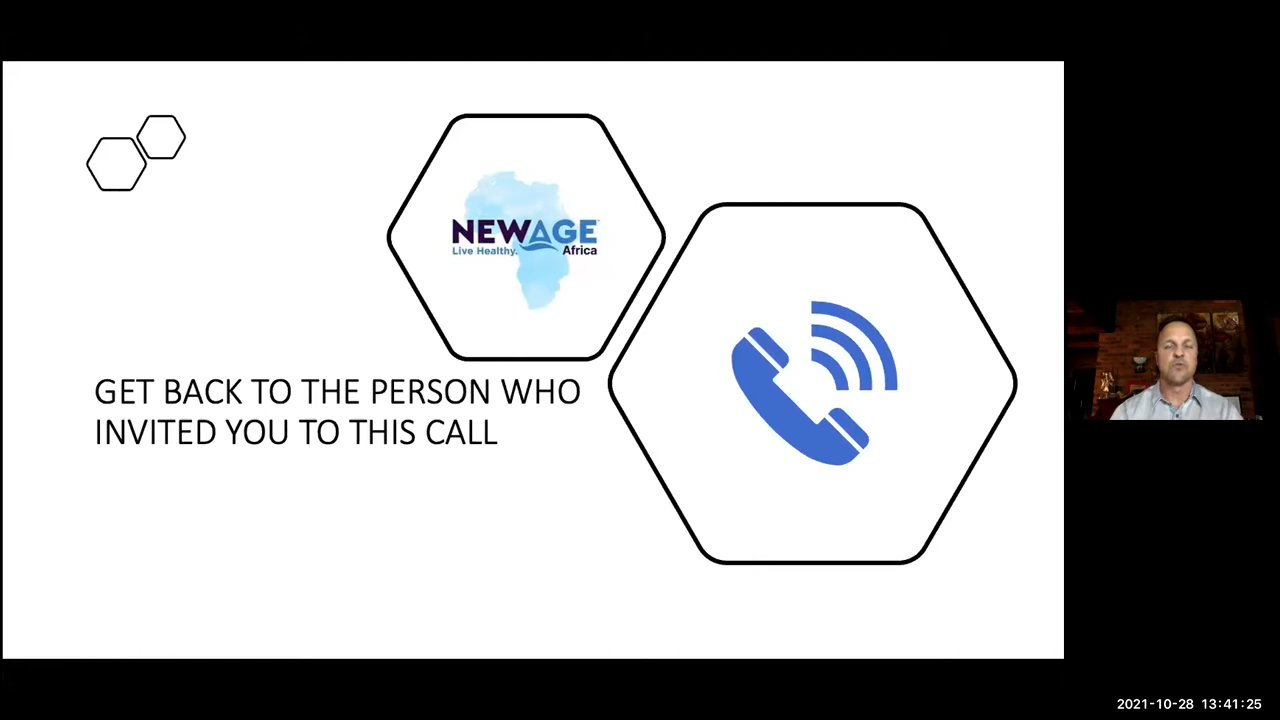 NEWAGE
Live Healthy. Africa
GET BACK TO THE PERSON WHO
INVITED YOU TO THIS CALL
2021-10-28 13:41:25